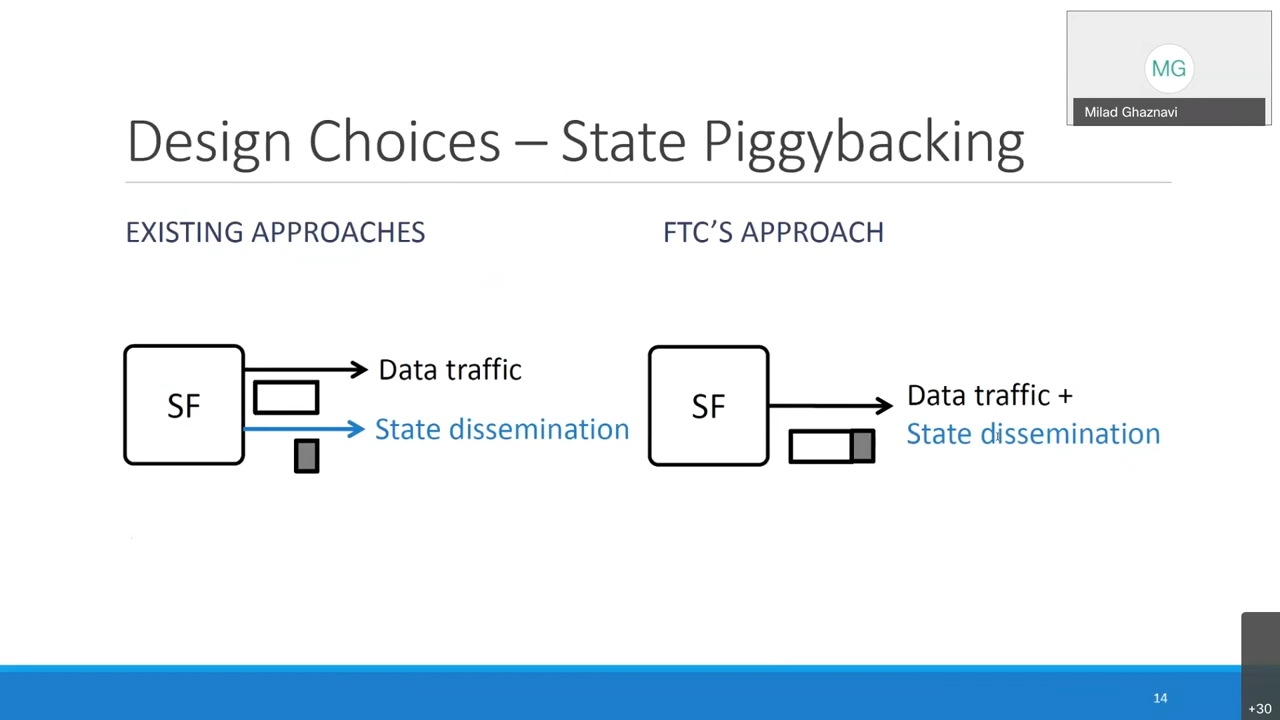 MG
Milad Ghaznavi
Design Choices – State Piggybacking
EXISTING APPROACHES
FTC'S APPROACH
SF
Data traffic
State dissemination
SF
Data traffic +
State dissemination
14
+30